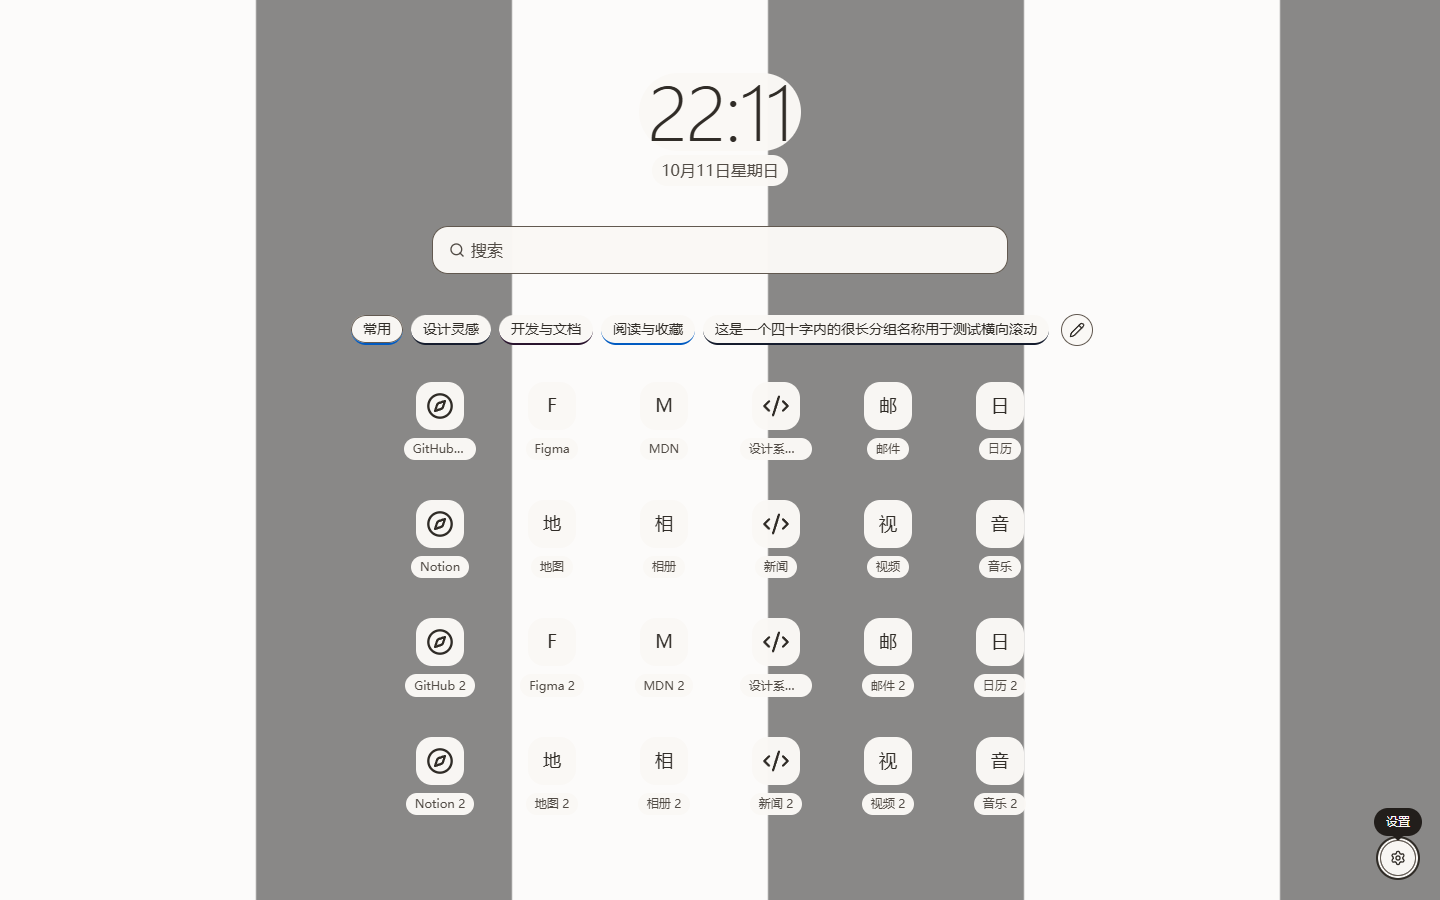 22:11
10月11日星期日
搜索
常用 设计灵感 开发与文档 阅读与收藏 这是一个四十字内的很长分组名称用于测试横向滚动
F M 邮 日
GitHub... Figma MDN 设计系... 邮件 日历
地 相 视 音
Notion 地图 相册 新闻 视频 音乐
F M 邮 日
GitHub 2 Figma 2 MDN 2 设计系... 邮件 2 日历 2
地 相 视 音
Notion 2 地图 2 相册 2 新闻 2 视频 2 音乐 2
设置